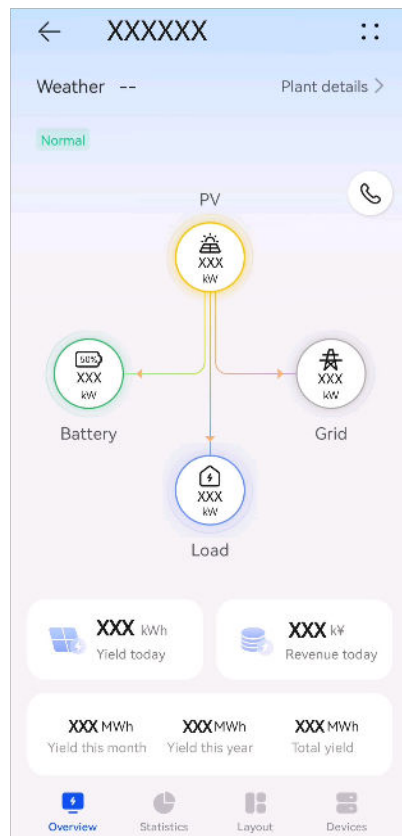 XXXXXX
Weather --
Plant details >
Normal
PV
XXX
kW
50%
XXX
kW
XXX
kW
Battery
Grid
XXX
kW
Load
XXX kWh
Yield today
XXX k¥
Revenue today
XXX MWh XXX MWh XXX MWh
Yield this month Yield this year Total yield
Overview Statistics Layout Devices